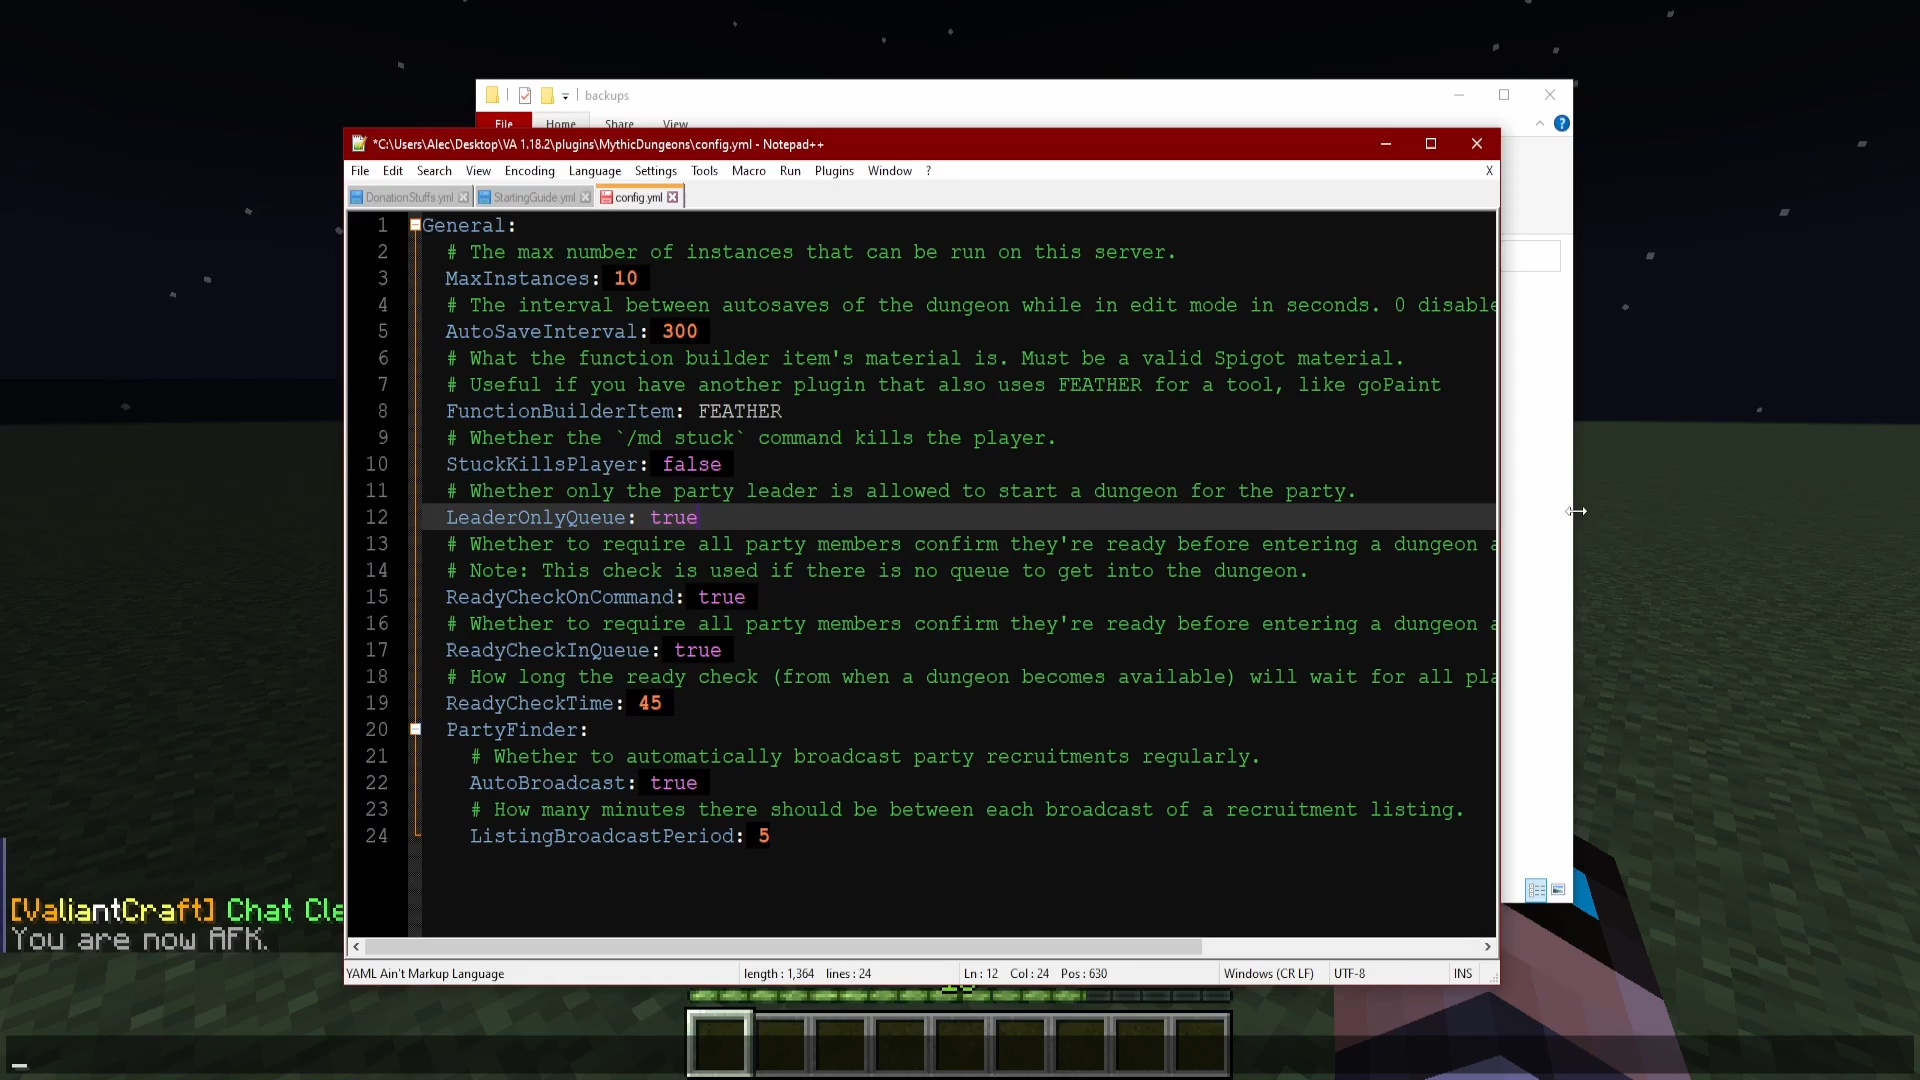 backups
File Home Share View
*C:\Users\Alec\Desktop\VA 1.18.2\plugins\MythicDungeons\config.yml - Notepad++
File Edit Search View Encoding Language Settings Tools Macro Run Plugins Window ? X
DonationStuffs.yml StartingGuide.yml config.yml
1 General:
2 # The max number of instances that can be run on this server.
3 MaxInstances: 10
4 # The interval between autosaves of the dungeon while in edit mode in seconds. 0 disable
5 AutoSaveInterval: 300
6 # What the function builder item's material is. Must be a valid Spigot material.
7 # Useful if you have another plugin that also uses FEATHER for a tool, like goPaint
8 FunctionBuilderItem: FEATHER
9 # Whether the `/md stuck` command kills the player.
10 StuckKillsPlayer: false
11 # Whether only the party leader is allowed to start a dungeon for the party.
12 LeaderOnlyQueue: true
13 # Whether to require all party members confirm they're ready before entering a dungeon a
14 # Note: This check is used if there is no queue to get into the dungeon.
15 ReadyCheckOnCommand: true
16 # Whether to require all party members confirm they're ready before entering a dungeon a
17 ReadyCheckInQueue: true
18 # How long the ready check (from when a dungeon becomes available) will wait for all pla
19 ReadyCheckTime: 45
20 PartyFinder:
21 # Whether to automatically broadcast party recruitments regularly.
22 AutoBroadcast: true
23 # How many minutes there should be between each broadcast of a recruitment listing.
24 ListingBroadcastPeriod: 5
[ValiantCraft] Chat Cle
You are now AFK.
YAML Ain't Markup Language length : 1,364 lines : 24 Ln : 12 Col : 24 Pos : 630 Windows (CR LF) UTF-8 INS